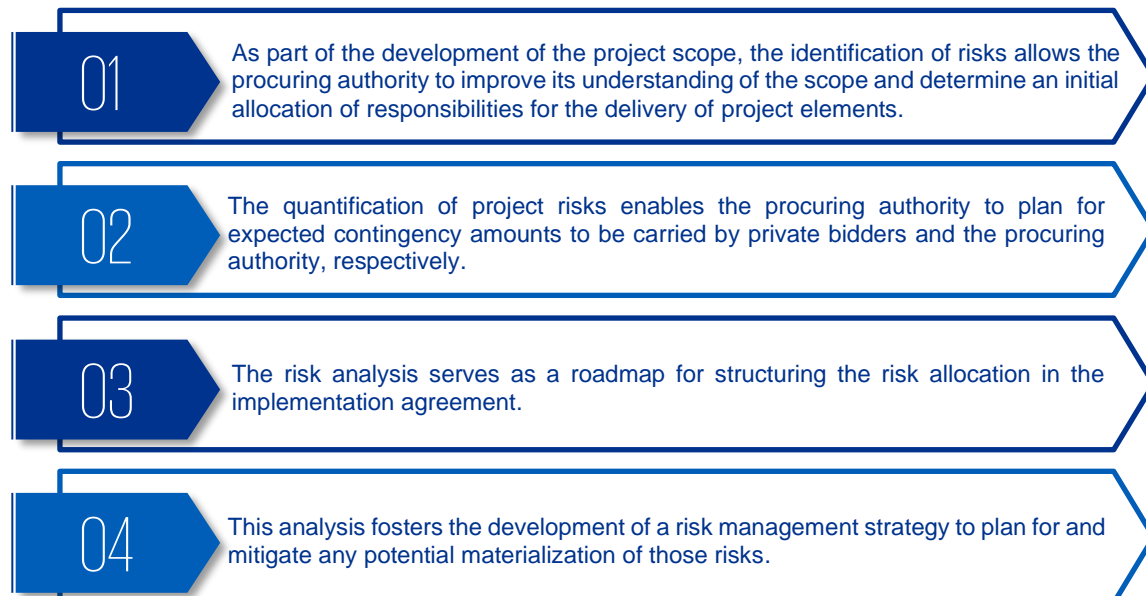 01
As part of the development of the project scope, the identification of risks allows the
procuring authority to improve its understanding of the scope and determine an initial
allocation of responsibilities for the delivery of project elements.
02
The quantification of project risks enables the procuring authority to plan for
expected contingency amounts to be carried by private bidders and the procuring
authority, respectively.
03
The risk analysis serves as a roadmap for structuring the risk allocation in the
implementation agreement.
04
This analysis fosters the development of a risk management strategy to plan for and
mitigate any potential materialization of those risks.